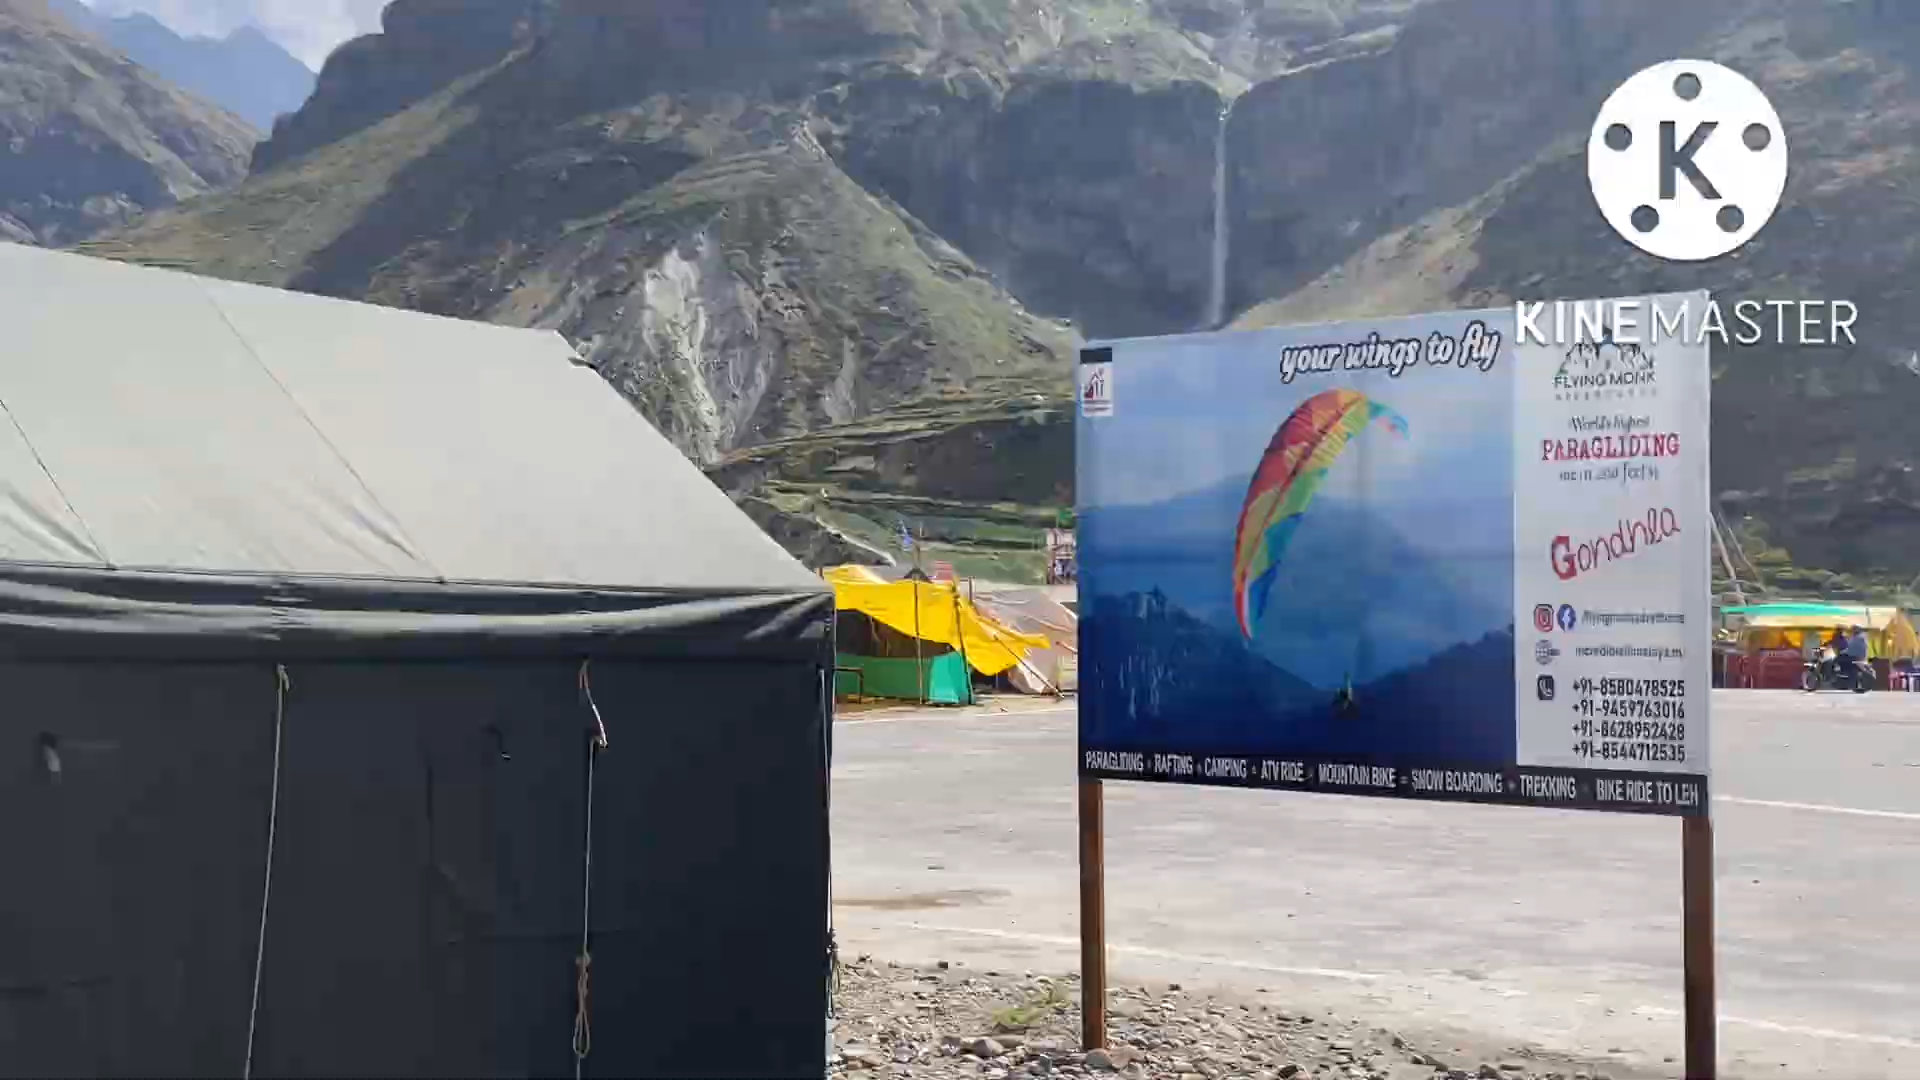 KINEMASTER
your wings to fly
FLYING MONK
World's highest
PARAGLIDING
Gondhla
+91-8580478525
+91-9459763016
+91-8628952428
+91-8544712535
PARAGLIDING - RAFTING - CAMPING - ATV RIDE - MOUNTAIN BIKE - SNOW BOARDING - TREKKING - BIKE RIDE TO LEH